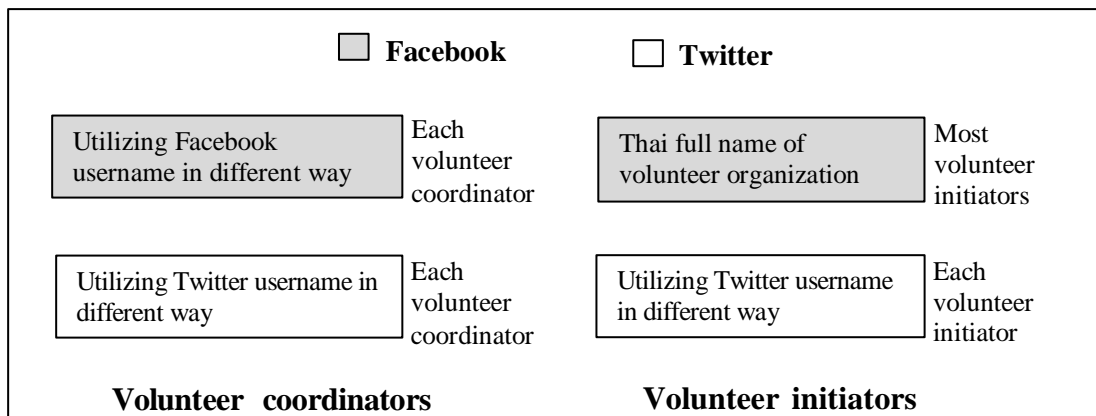 Facebook
Twitter
Utilizing Facebook
username in different way
Each
volunteer
coordinator
Thai full name of
volunteer organization
Most
volunteer
initiators
Utilizing Twitter username in
different way
Each
volunteer
coordinator
Utilizing Twitter username
in different way
Each
volunteer
initiator
Volunteer coordinators
Volunteer initiators